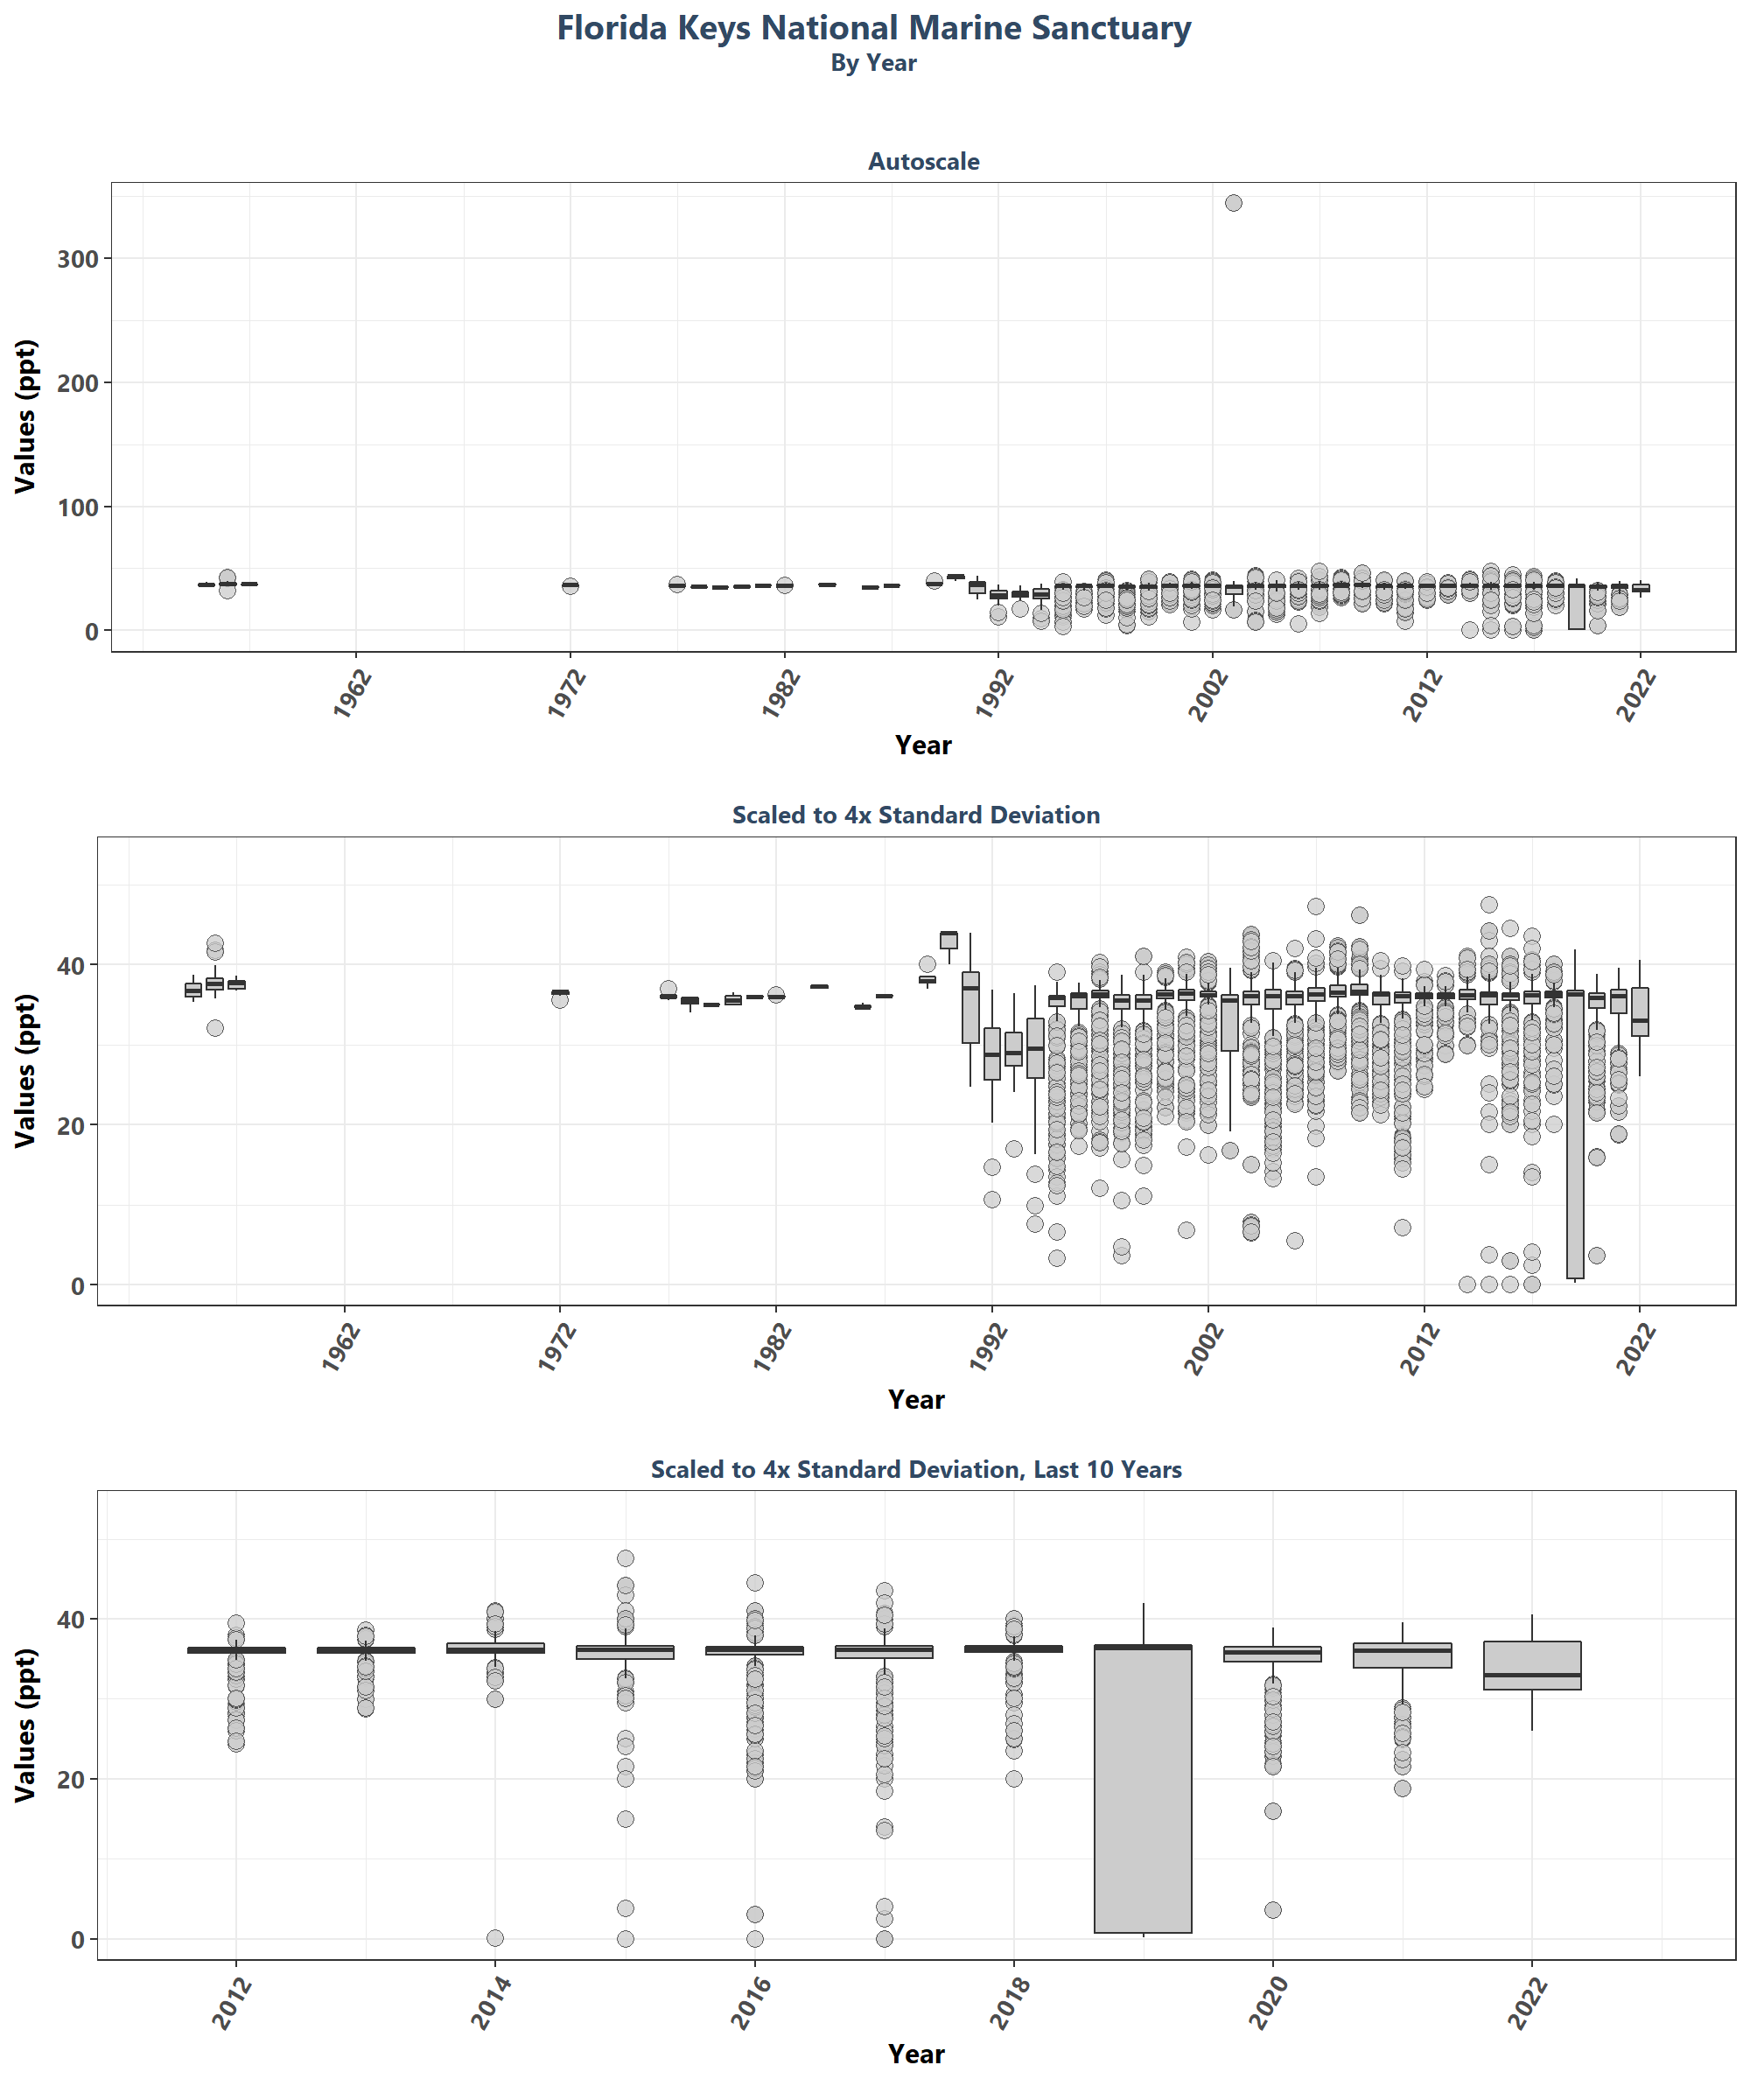 Florida Keys National Marine Sanctuary
By Year
Autoscale
Values (ppt)
300
200
100
0
1962 1972 1982 1992 2002 2012 2022
Year
Scaled to 4x Standard Deviation
Values (ppt)
40
20
0
1962 1972 1982 1992 2002 2012 2022
Year
Scaled to 4x Standard Deviation, Last 10 Years
Values (ppt)
40
20
0
2012 2014 2016 2018 2020 2022
Year